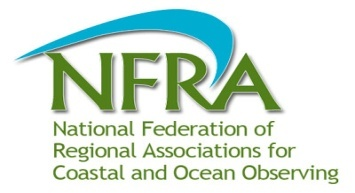 NFRA
National Federation of
Regional Associations for
Coastal and Ocean Observing